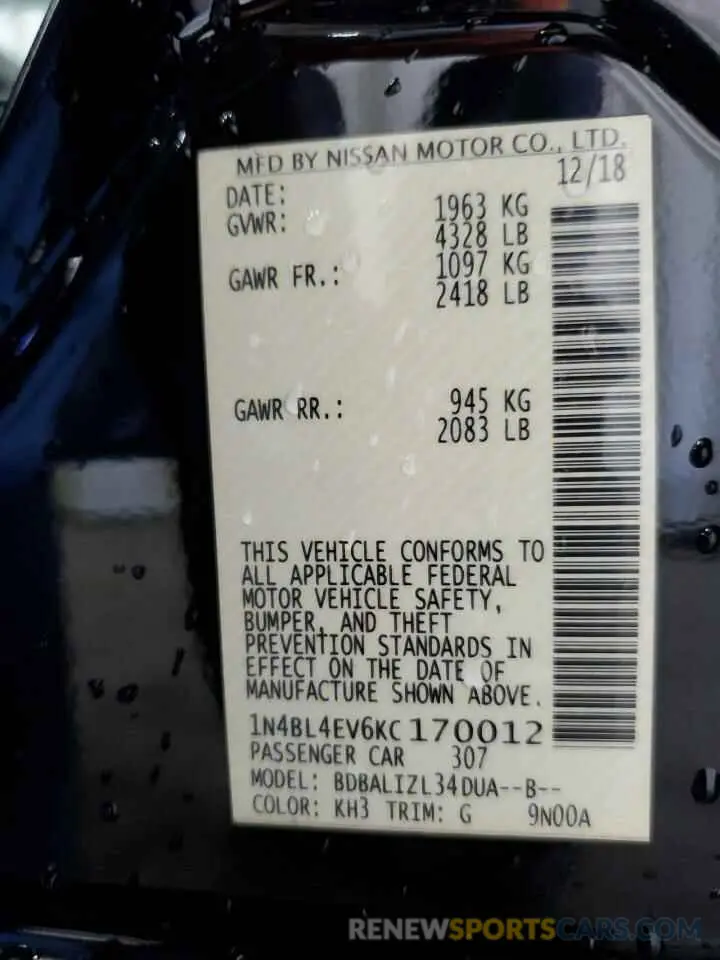 MFD BY NISSAN MOTOR CO., LTD.
DATE: 12/18
GVWR: 1963 KG
4328 LB
GAWR FR.: 1097 KG
2418 LB
GAWR RR.: 945 KG
2083 LB
THIS VEHICLE CONFORMS TO
ALL APPLICABLE FEDERAL
MOTOR VEHICLE SAFETY,
BUMPER, AND THEFT
PREVENTION STANDARDS IN
EFFECT ON THE DATE OF
MANUFACTURE SHOWN ABOVE.
1N4BL4EV6KC170012
PASSENGER CAR 307
MODEL: BDBALIZL34DUA--B--
COLOR: KH3 TRIM: G 9N00A
RENEWSPORTSCARS.COM